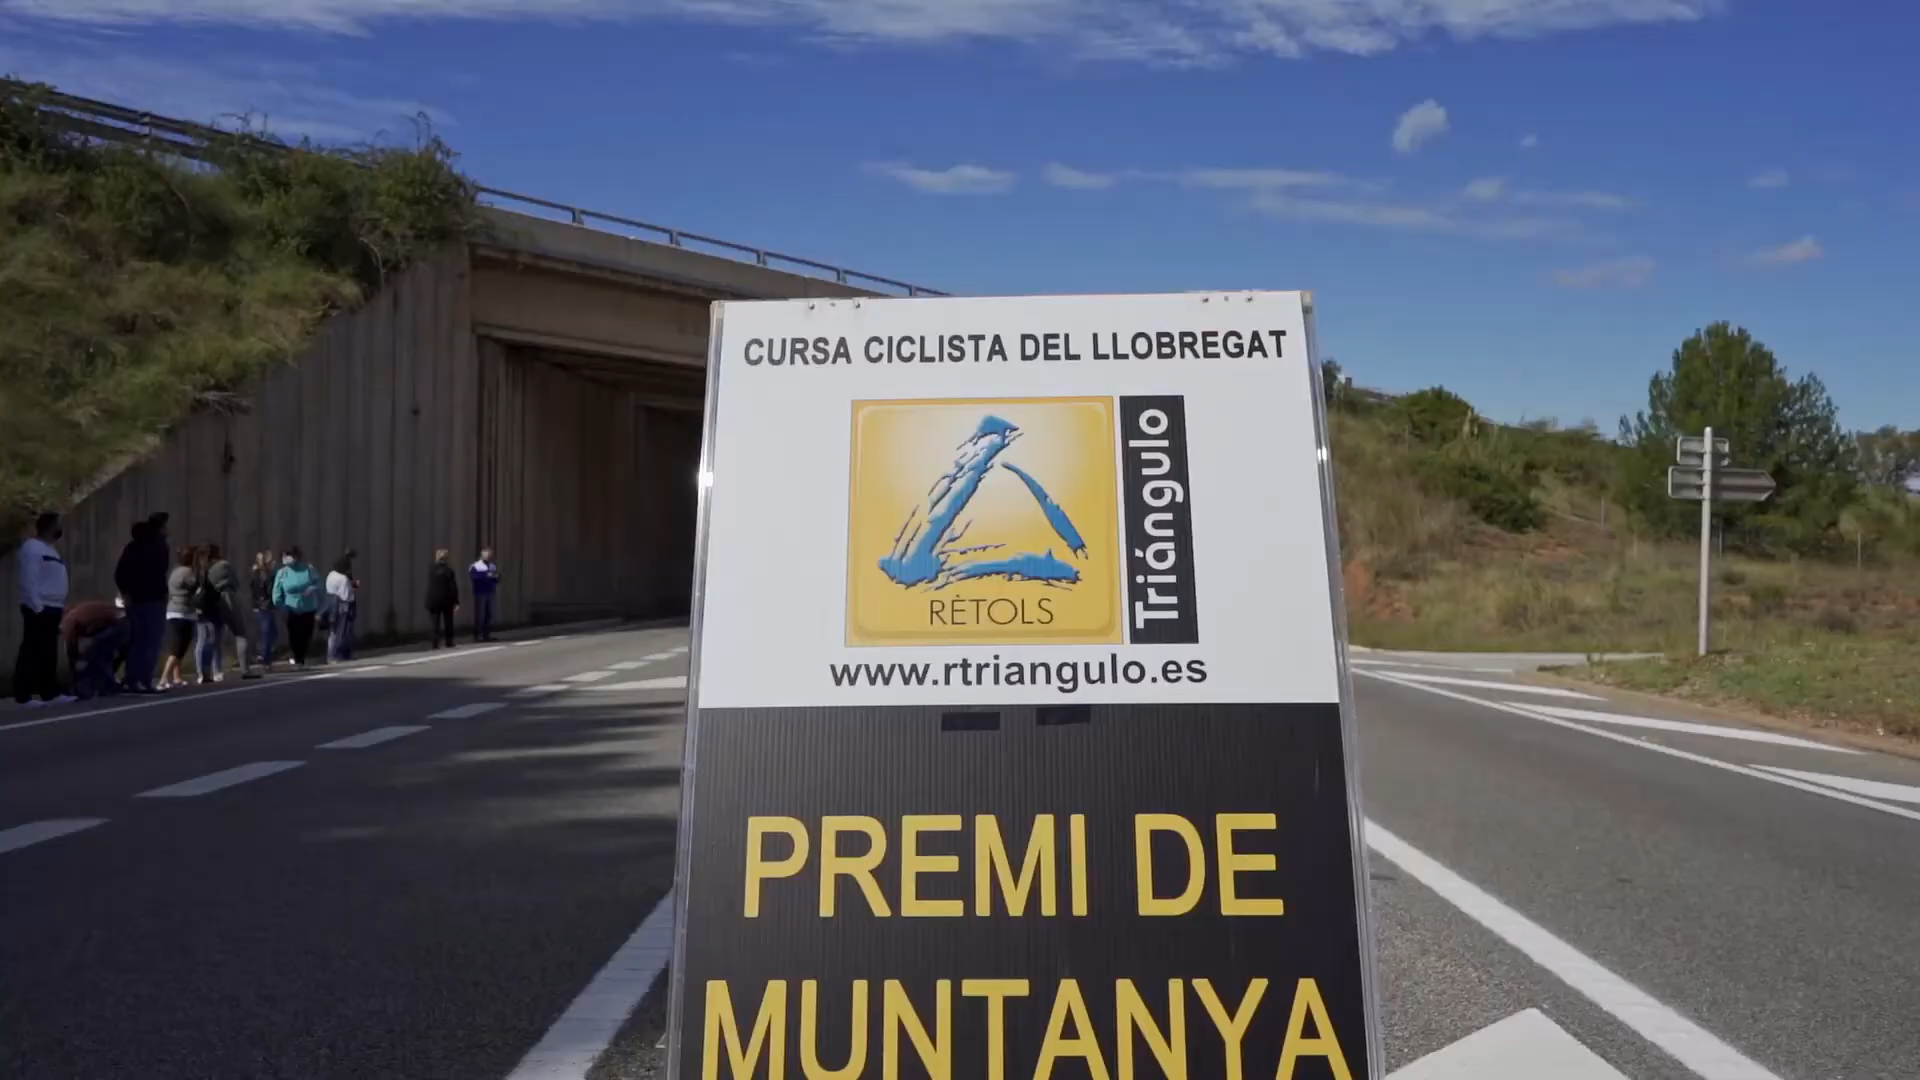 CURSA CICLISTA DEL LLOBREGAT
RÈTOLS
Triángulo
www.rtriangulo.es
PREMI DE
MUNTANYA